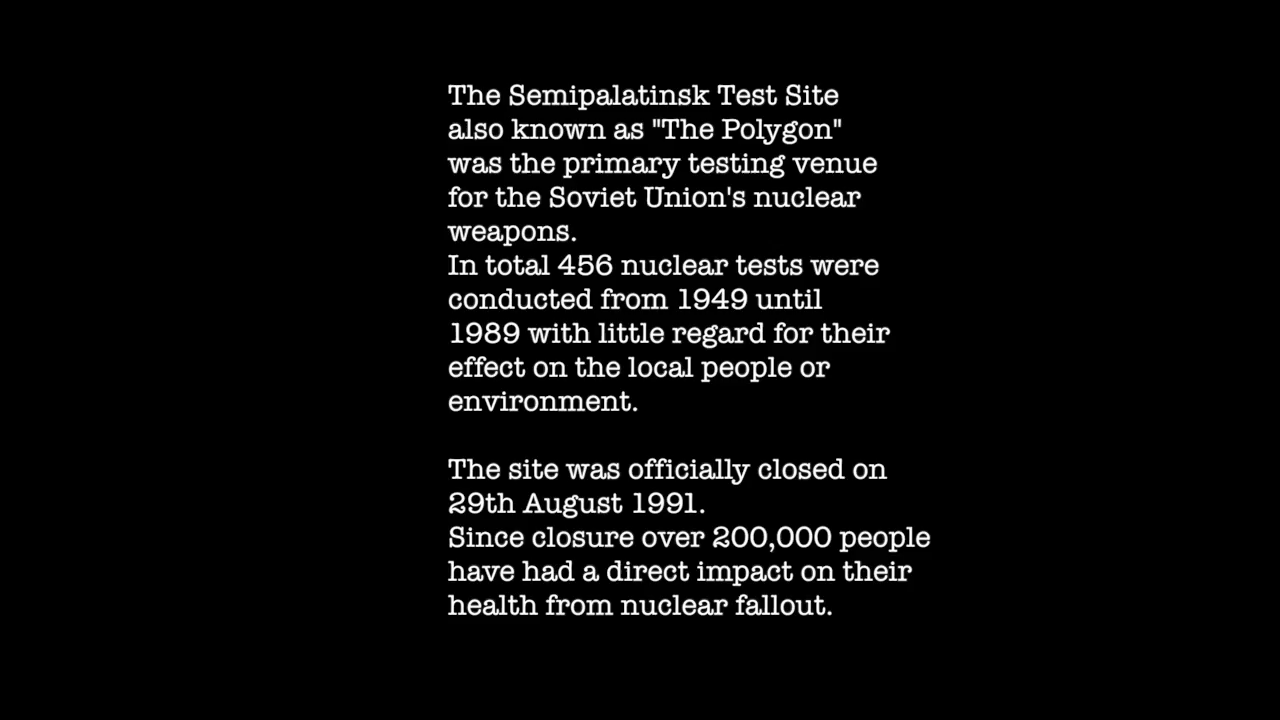 The Semipalatinsk Test Site
also known as "The Polygon"
was the primary testing venue
for the Soviet Union's nuclear
weapons.
In total 456 nuclear tests were
conducted from 1949 until
1989 with little regard for their
effect on the local people or
environment.
The site was officially closed on
29th August 1991.
Since closure over 200,000 people
have had a direct impact on their
health from nuclear fallout.